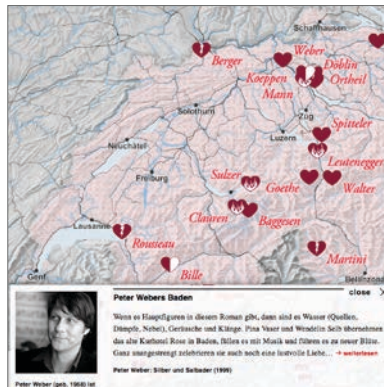 Schaffhausen
Weber
Berger
Döblin
Koeppen
Ortheil
Mann
Zug
Solothurn
Spitteler
Luzern
Neuchâtel
Leutenegger
Freiburg
Sulzer
Goethe
Walter
Clauren
Baggesen
Lausanne
Rousseau
Martini
Bille
Genf
Bellinzona
close
Peter Webers Baden
Wenn es Hauptfiguren in diesem Roman gibt, dann sind es Wasser (Quellen,
Dämpfe, Nebel), Geräusche und Klänge. Pina Vaser und Wendelin Selb übernehmen
das alte Kurhotel Rose in Baden, füllen es mit Musik und führen es zu neuer Blüte.
Ganz unangestrengt zelebrieren sie auch noch eine lustvolle Liebe... → weiterlesen
Peter Weber: Silber und Salbader (1999)
Peter Weber (geb. 1968) ist